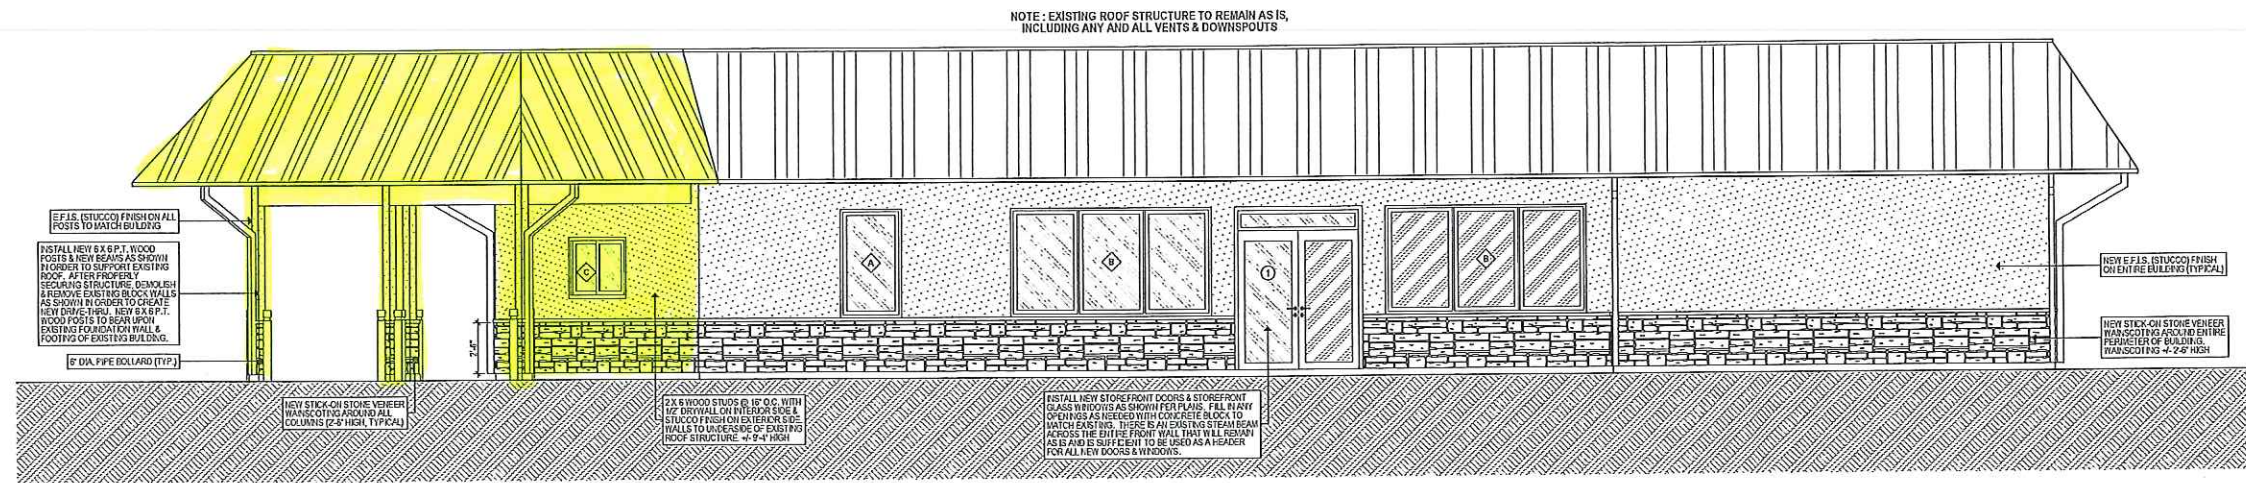 NOTE : EXISTING ROOF STRUCTURE TO REMAIN AS IS,
INCLUDING ANY AND ALL VENTS & DOWNSPOUTS
E.F.I.S. (STUCCO) FINISH ON ALL
POSTS TO MATCH BUILDING
INSTALL NEW 6 X 6 P.T. WOOD
POSTS & NEW BEAMS AS SHOWN
IN ORDER TO SUPPORT EXISTING
ROOF. AFTER PROPERLY
SECURING STRUCTURE, DEMOLISH
& REMOVE EXISTING BLOCK WALLS
AS SHOWN IN ORDER TO CREATE
NEW DRIVE-THRU. NEW 6 X 6 P.T.
WOOD POSTS TO BEAR UPON
EXISTING FOUNDATION WALL &
FOOTING OF EXISTING BUILDING.
6" DIA. PIPE BOLLARD (TYP.)
C
A
B
1
B
2'-6"
NEW E.F.I.S. (STUCCO) FINISH
ON ENTIRE BUILDING (TYPICAL)
NEW STICK-ON STONE VENEER
WAINSCOTING AROUND ENTIRE
PERIMETER OF BUILDING.
WAINSCOTING +/- 2'-6" HIGH
NEW STICK-ON STONE VENEER
WAINSCOTING AROUND ALL
COLUMNS (2'-6" HIGH, TYPICAL)
2 X 6 WOOD STUDS @ 16" O.C. WITH
1/2" DRYWALL ON INTERIOR SIDE &
STUCCO FINISH ON EXTERIOR SIDE.
WALLS TO UNDERSIDE OF EXISTING
ROOF STRUCTURE. +/- 9'-4" HIGH
INSTALL NEW STOREFRONT DOORS & STOREFRONT
GLASS WINDOWS AS SHOWN PER PLANS. FILL IN ANY
OPENINGS AS NEEDED WITH CONCRETE BLOCK TO
MATCH EXISTING. THERE IS AN EXISTING STEAM BEAM
ACROSS THE ENTIRE FRONT WALL THAT WILL REMAIN
AS IS AND IS SUFFICIENT TO BE USED AS A HEADER
FOR ALL NEW DOORS & WINDOWS.